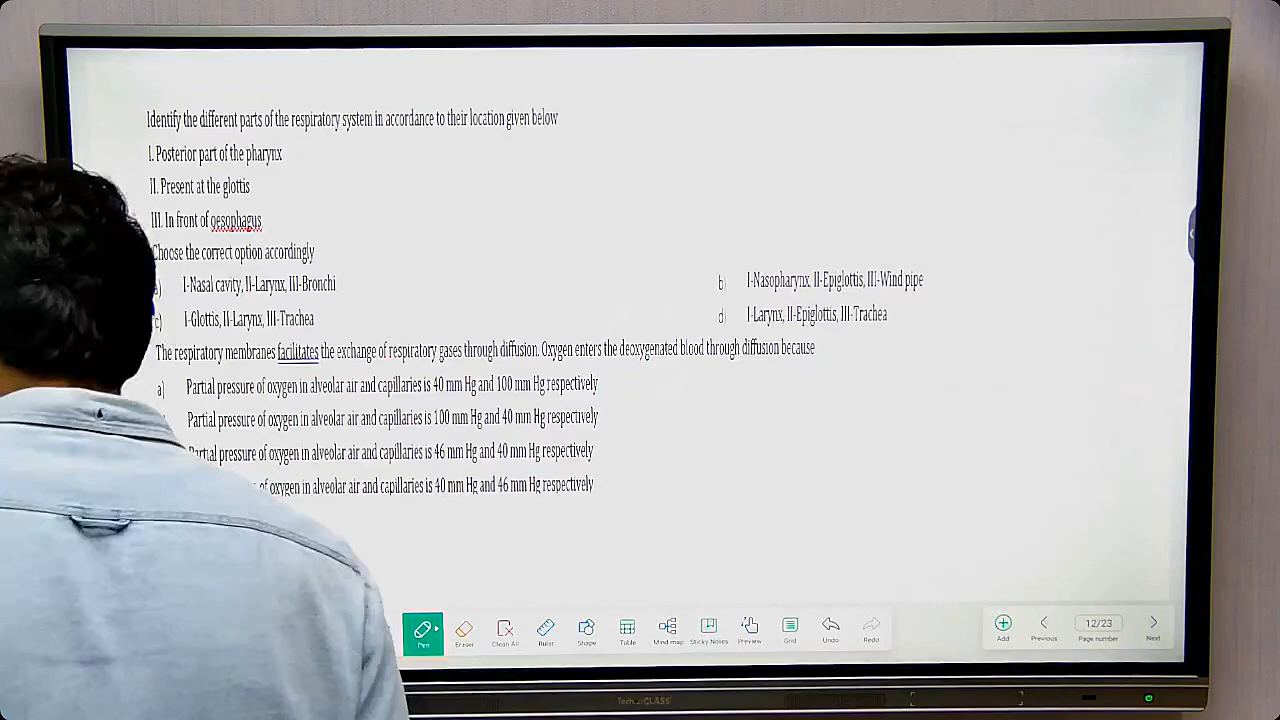 Identify the different parts of the respiratory system in accordance to their location given below
I. Posterior part of the pharynx
II. Present at the glottis
III. In front of oesophagus
Choose the correct option accordingly
a) I-Nasal cavity, II-Larynx, III-Bronchi
b) I-Nasopharynx, II-Epiglottis, III-Wind pipe
c) I-Glottis, II-Larynx, III-Trachea
d) I-Larynx, II-Epiglottis, III-Trachea
The respiratory membranes facilitates the exchange of respiratory gases through diffusion. Oxygen enters the deoxygenated blood through diffusion because
a) Partial pressure of oxygen in alveolar air and capillaries is 40 mm Hg and 100 mm Hg respectively
Partial pressure of oxygen in alveolar air and capillaries is 100 mm Hg and 40 mm Hg respectively
Partial pressure of oxygen in alveolar air and capillaries is 46 mm Hg and 40 mm Hg respectively
of oxygen in alveolar air and capillaries is 40 mm Hg and 46 mm Hg respectively
Pen Eraser Clean All Ruler Shape Table Mind map Sticky Notes Preview Grid Undo Redo
Add Previous 12/23 Page number Next